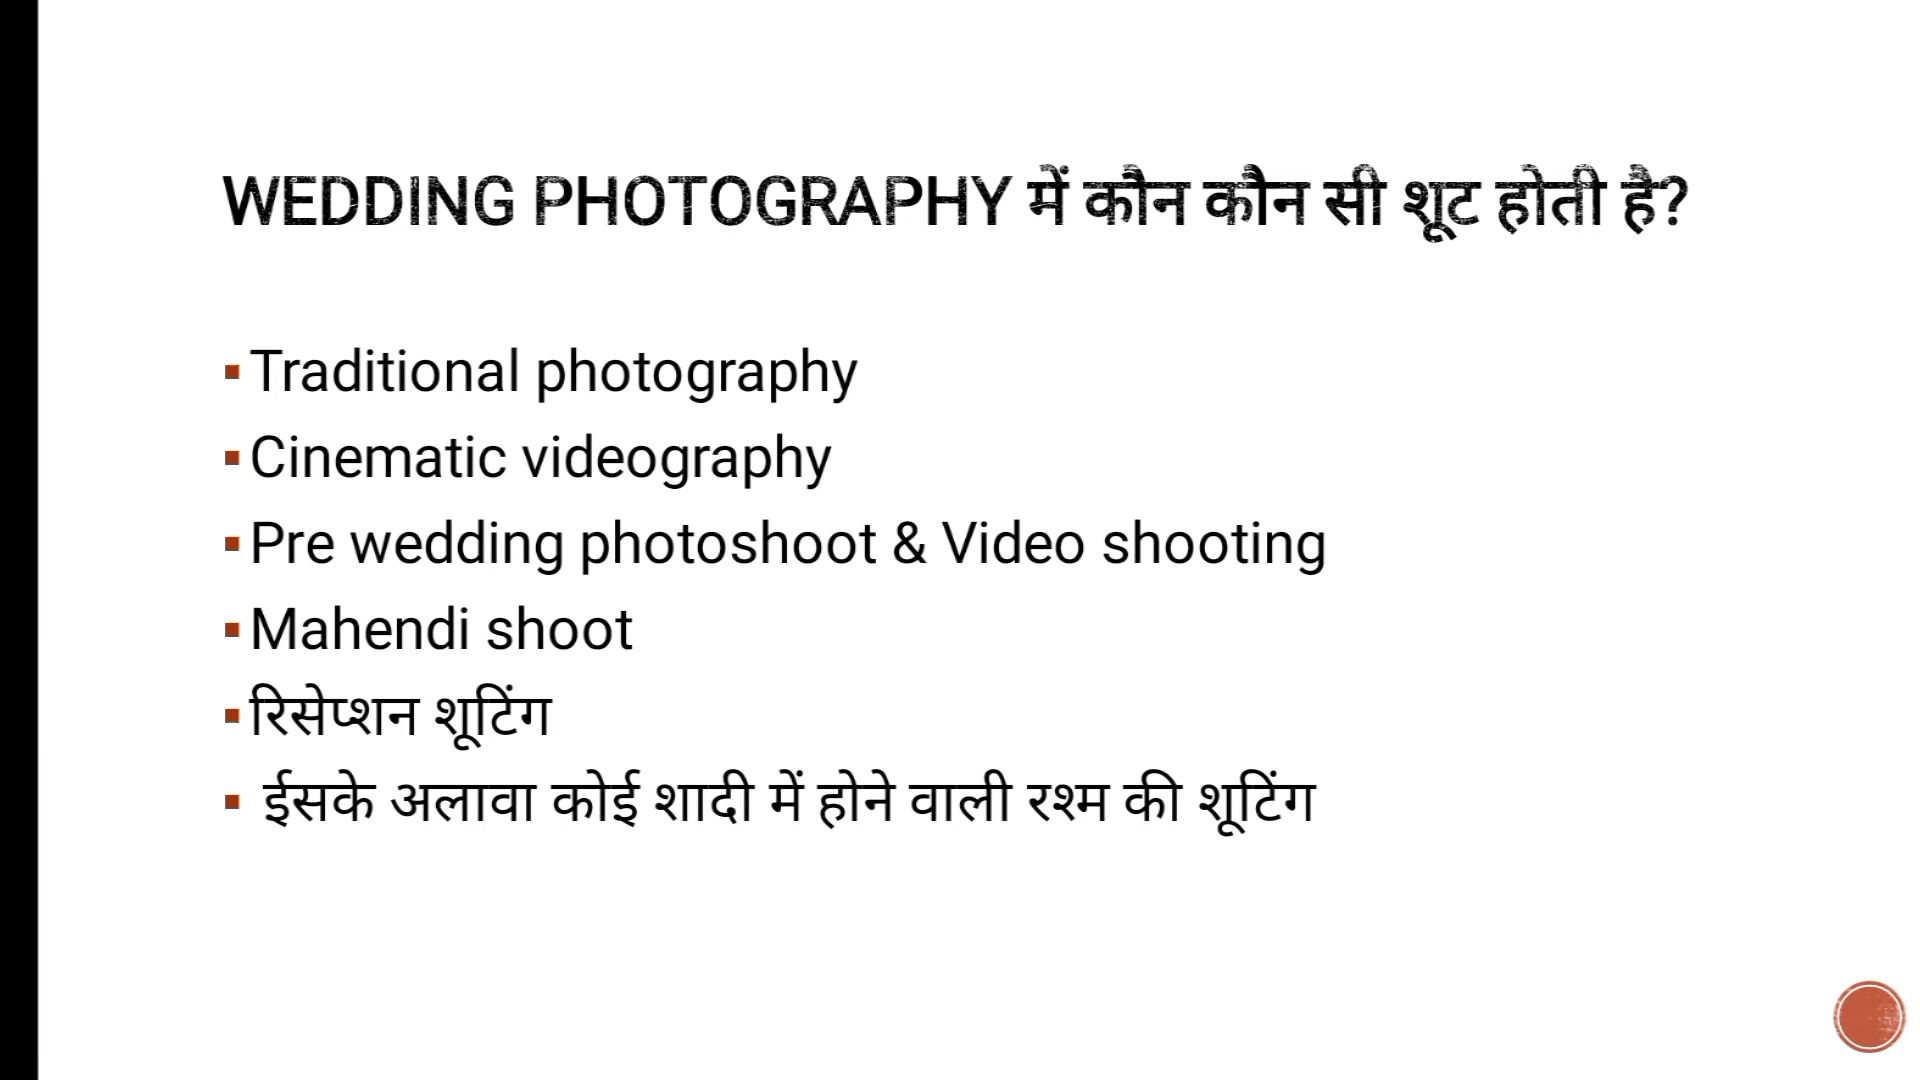 WEDDING PHOTOGRAPHY में कौन कौन सी शूट होती है?
Traditional photography
Cinematic videography
Pre wedding photoshoot & Video shooting
Mahendi shoot
रिसेप्शन शूटिंग
ईसके अलावा कोई शादी में होने वाली रश्म की शूटिंग